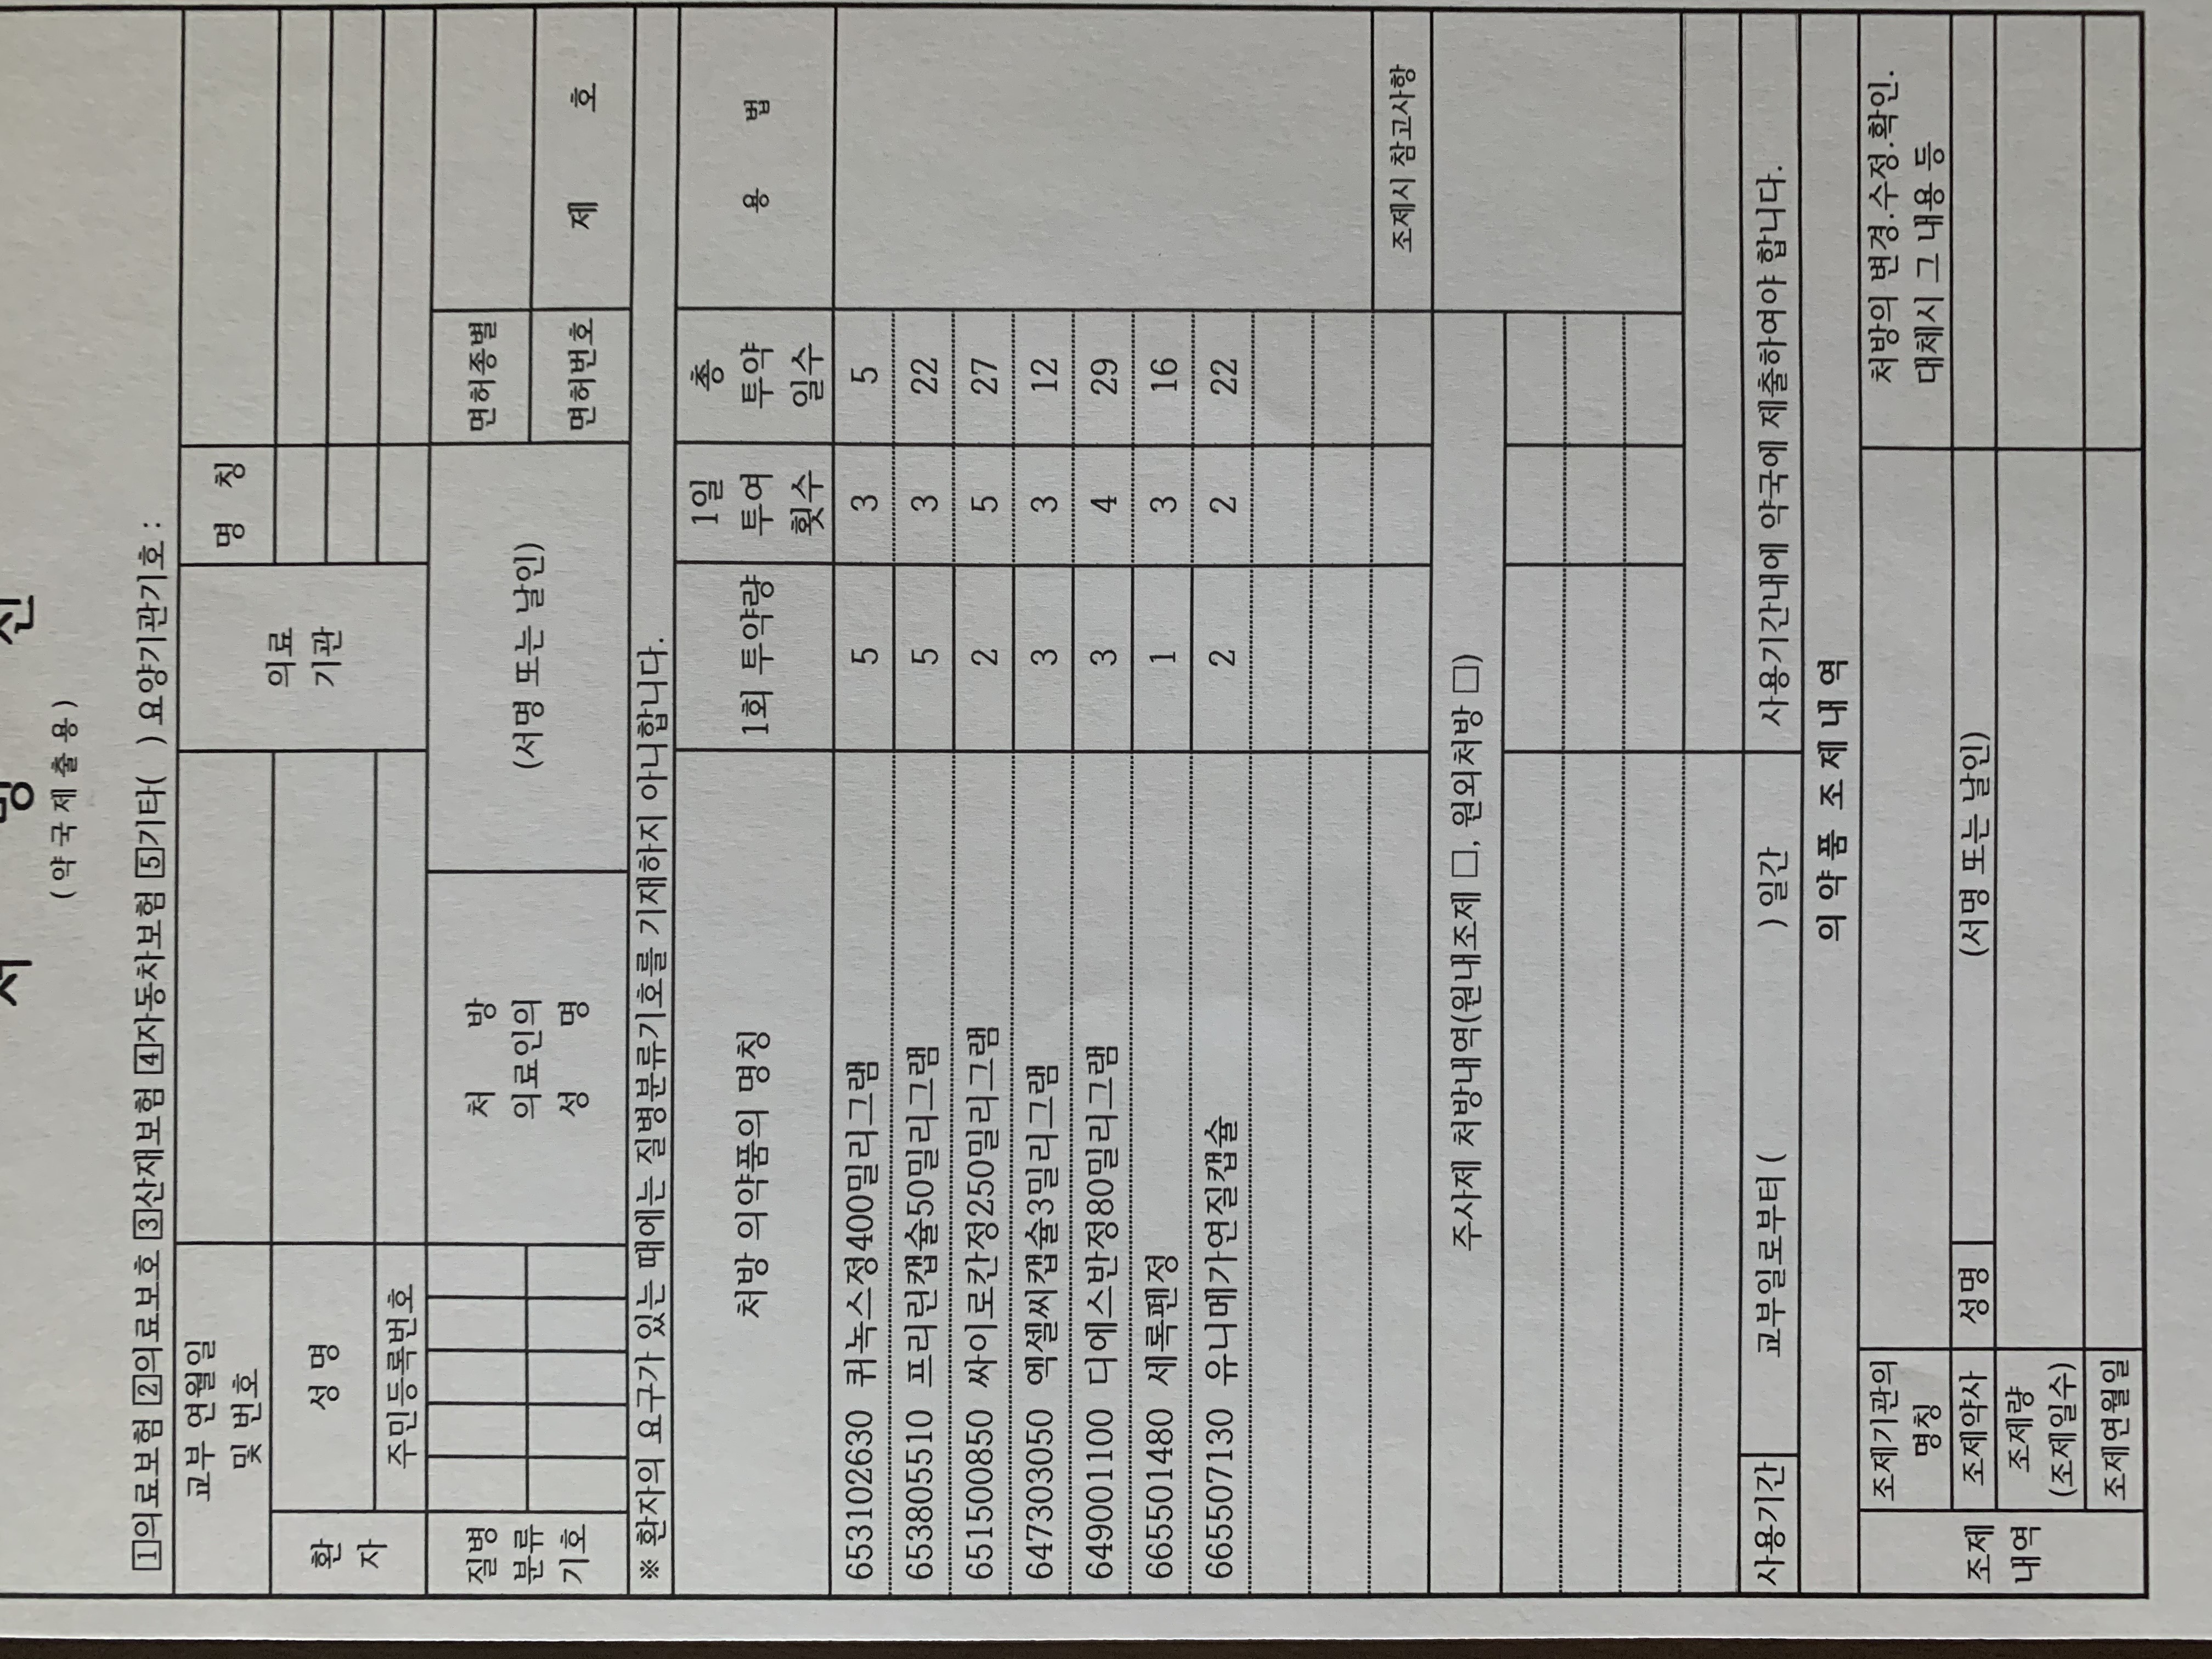 처 방 전
(약국제출용)
1의료보험 2의료보호 3산재보험 4자동차보험 5기타( ) 요양기관기호 :
교부 연월일
및 번호
의료
기관
명 칭
환
자
성 명
주민등록번호
질병
분류
기호
처 방
의료인의
성 명
(서명 또는 날인)
면허종별
면허번호
제 호
※ 환자의 요구가 있는 때에는 질병분류기호를 기재하지 아니합니다.
처방 의약품의 명칭
1회 투약량
1일
투여
횟수
총
투약
일수
용 법
653102630 퀴녹스정400밀리그램 5 3 5
653805510 프리린캡슐50밀리그램 5 3 22
651500850 싸이로칸정250밀리그램 2 5 27
647303050 엑셀씨캡슐3밀리그램 3 3 12
649001100 디에스반정80밀리그램 3 4 29
665501480 세록펜정 1 3 16
665507130 유니메가연질캡슐 2 2 22
조제시 참고사항
주사제 처방내역(원내조제 □, 원외처방 □)
사용기간 교부일로부터 ( ) 일간 사용기간내에 약국에 제출하여야 합니다.
의약품 조제내역
조제
내역
조제기관의
명칭
처방의 변경.수정.확인.
대체시 그 내용 등
조제약사 성명 (서명 또는 날인)
조제량
(조제일수)
조제연월일